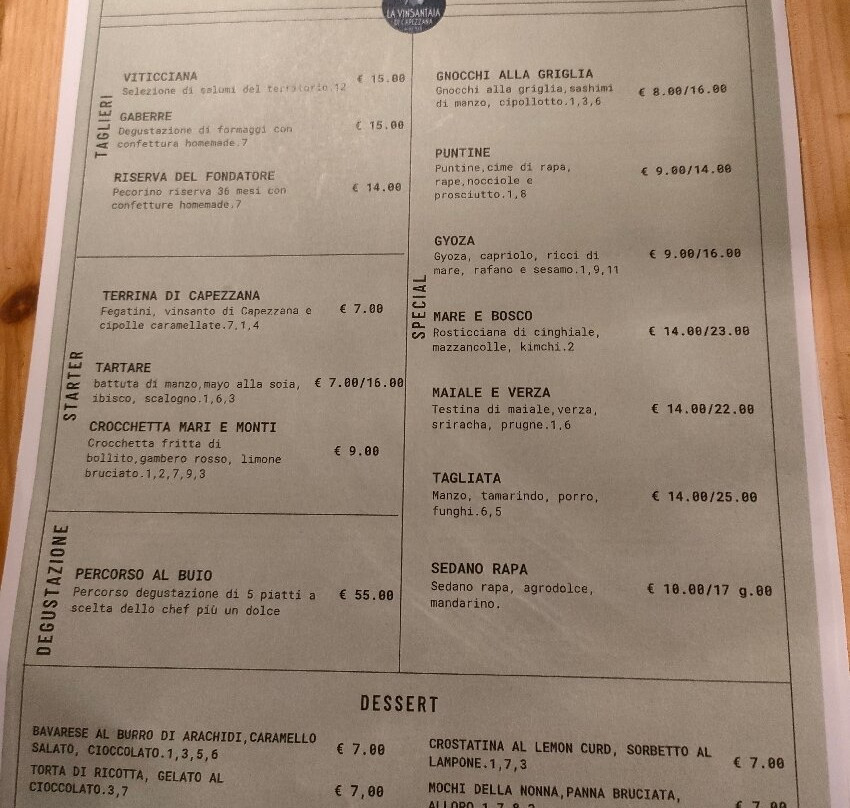 LA VINSANTAIA
DI CAPEZZANA
TAGLIERI
VITICCIANA
€ 15.00
Selezione di salumi del territorio.12
GABERRE
€ 15.00
Degustazione di formaggi con
confettura homemade.7
RISERVA DEL FONDATORE
€ 14.00
Pecorino riserva 36 mesi con
confetture homemade.7
STARTER
TERRINA DI CAPEZZANA
Fegatini, vinsanto di Capezzana e
€ 7.00
cipolle caramellate.7,1,4
TARTARE
battuta di manzo,mayo alla soia,
€ 7.00/16.00
ibisco, scalogno.1,6,3
CROCCHETTA MARI E MONTI
Crocchetta fritta di
bollito,gambero rosso, limone
€ 9.00
bruciato.1,2,7,9,3
DEGUSTAZIONE
PERCORSO AL BUIO
Percorso degustazione di 5 piatti a
€ 55.00
scelta dello chef più un dolce
SPECIAL
GNOCCHI ALLA GRIGLIA
Gnocchi alla griglia,sashimi
€ 8.00/16.00
di manzo, cipollotto.1,3,6
PUNTINE
Puntine,cime di rapa,
€ 9.00/14.00
rape,nocciole e
prosciutto.1,8
GYOZA
Gyoza, capriolo, ricci di
€ 9.00/16.00
mare, rafano e sesamo.1,9,11
MARE E BOSCO
Rosticciana di cinghiale,
€ 14.00/23.00
mazzancolle, kimchi.2
MAIALE E VERZA
Testina di maiale,verza,
€ 14.00/22.00
sriracha, prugne.1,6
TAGLIATA
Manzo, tamarindo, porro,
€ 14.00/25.00
funghi.6,5
SEDANO RAPA
Sedano rapa, agrodolce,
€ 10.00/17 g.00
mandarino.
DESSERT
BAVARESE AL BURRO DI ARACHIDI,CARAMELLO
SALATO, CIOCCOLATO.1,3,5,6
€ 7.00
TORTA DI RICOTTA, GELATO AL
CIOCCOLATO.3,7
€ 7,00
CROSTATINA AL LEMON CURD, SORBETTO AL
LAMPONE.1,7,3
€ 7.00
MOCHI DELLA NONNA,PANNA BRUCIATA,
€ 7.00